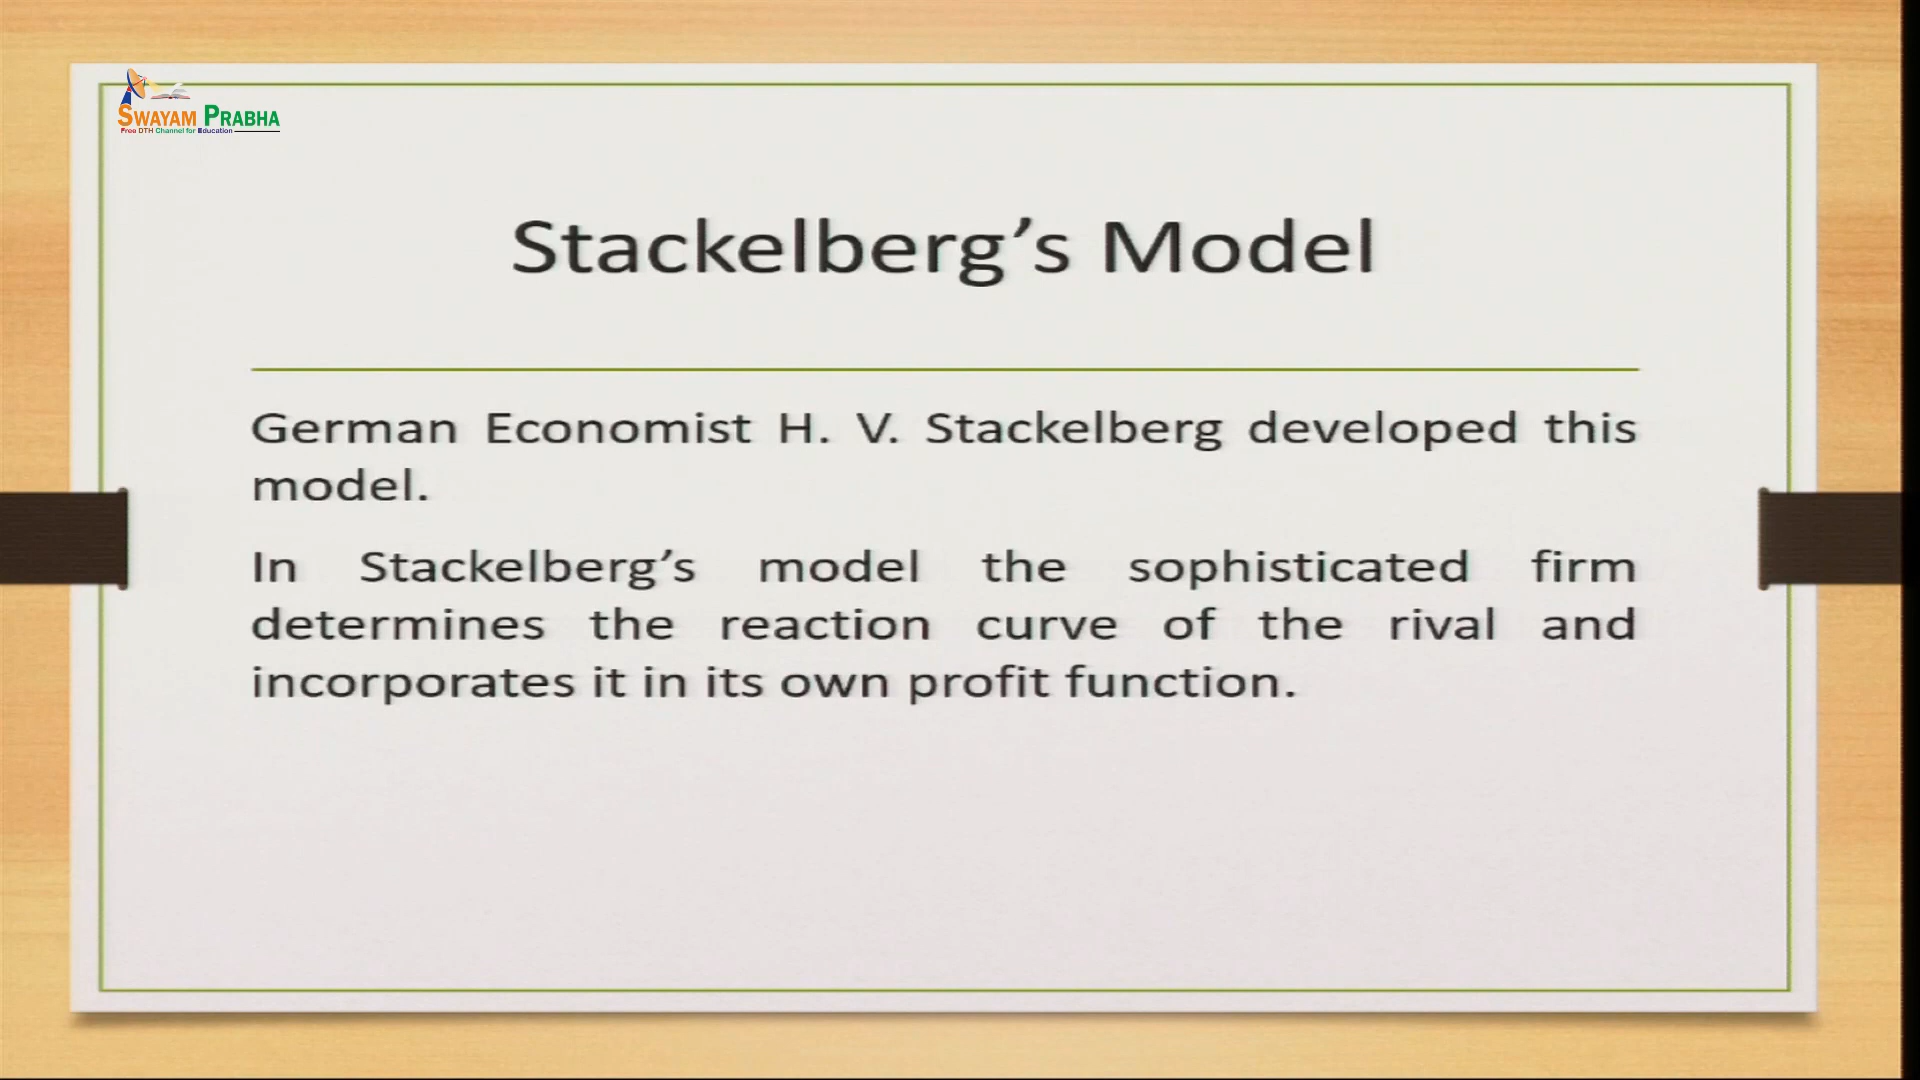 SWAYAM PRABHA
Free DTH Channel for Education
Stackelberg’s Model
German Economist H. V. Stackelberg developed this
model.
In Stackelberg’s model the sophisticated firm
determines the reaction curve of the rival and
incorporates it in its own profit function.